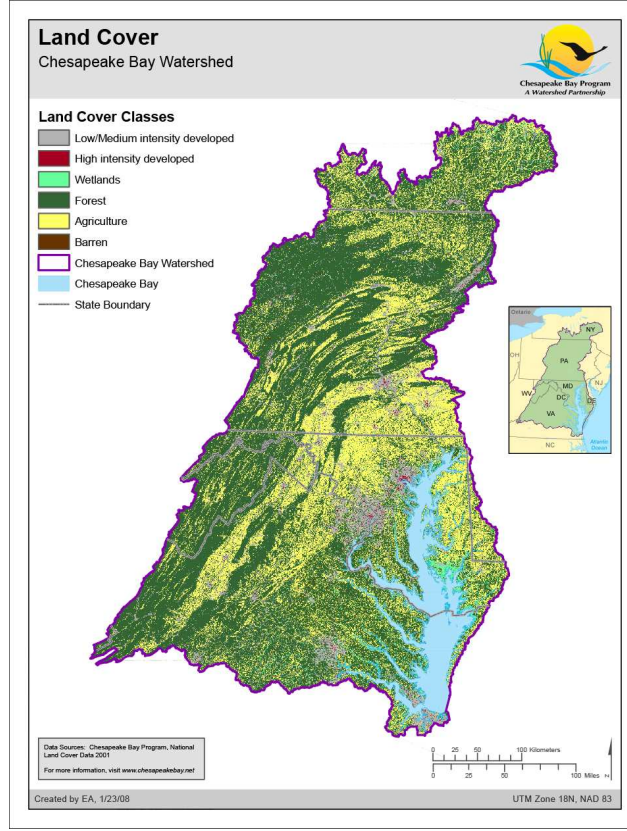 Land Cover
Chesapeake Bay Watershed
Chesapeake Bay Program
A Watershed Partnership
Land Cover Classes
Low/Medium intensity developed
High intensity developed
Wetlands
Forest
Agriculture
Barren
Chesapeake Bay Watershed
Chesapeake Bay
State Boundary
Ontario
NY
OH
PA
NJ
MD
WV
DC
DE
VA
NC
Atlantic
Ocean
Data Sources: Chesapeake Bay Program, National
Land Cover Data 2001
For more information, visit www.chesapeakebay.net
0 25 50 100 Kilometers
0 25 50 100 Miles
N
Created by EA, 1/23/08
UTM Zone 18N, NAD 83